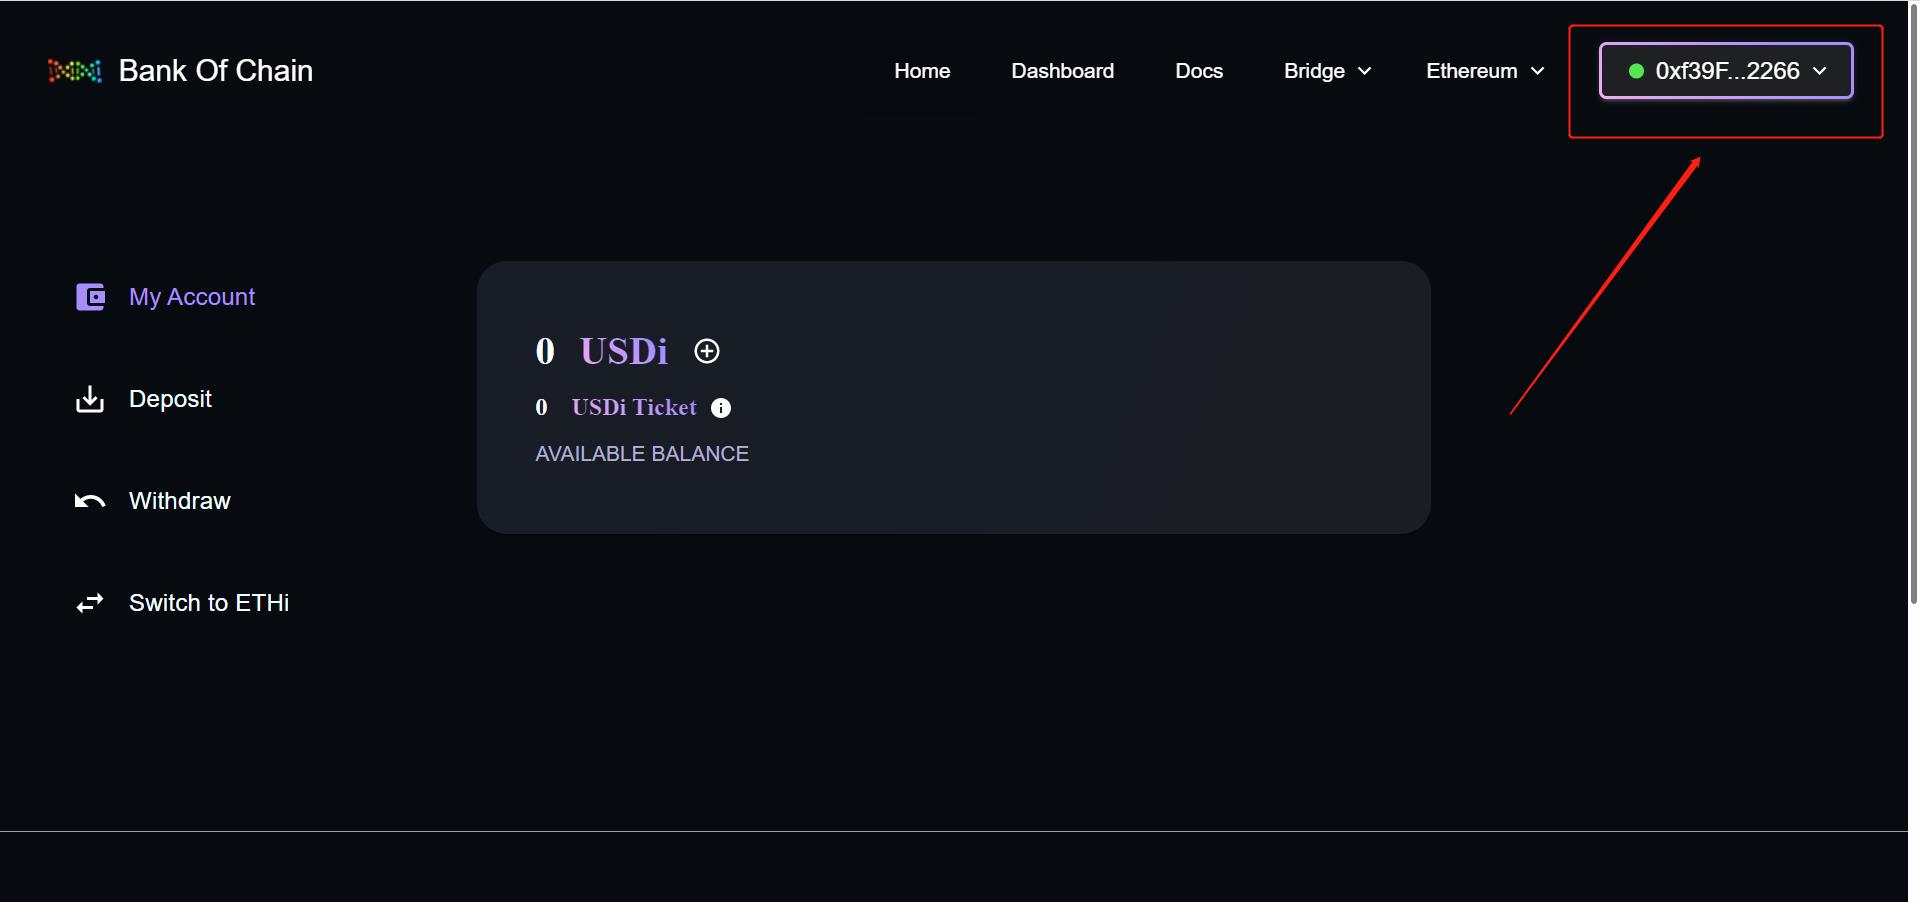 Bank Of Chain
Home
Dashboard
Docs
Bridge
Ethereum
0xf39F...2266
My Account
Deposit
Withdraw
Switch to ETHi
0 USDi
0 USDi Ticket
AVAILABLE BALANCE